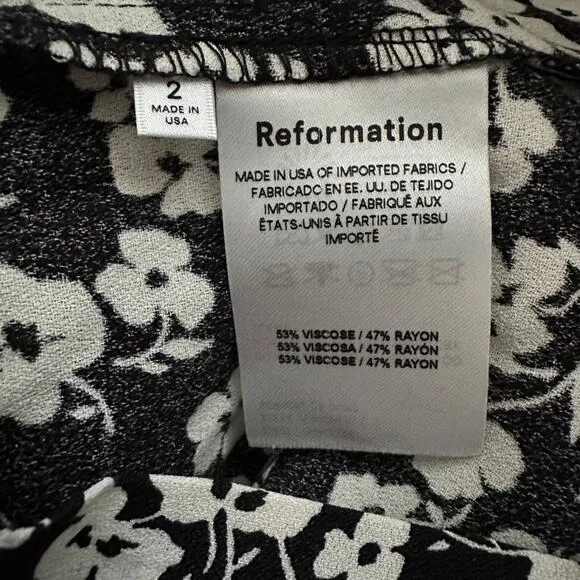 2
MADE IN
USA
Reformation
MADE IN USA OF IMPORTED FABRICS /
FABRICADO EN EE. UU. DE TEJIDO
IMPORTADO / FABRIQUÉ AUX
ÉTATS-UNIS À PARTIR DE TISSU
IMPORTÉ
53% VISCOSE / 47% RAYON
53% VISCOSA / 47% RAYÓN
53% VISCOSE / 47% RAYON